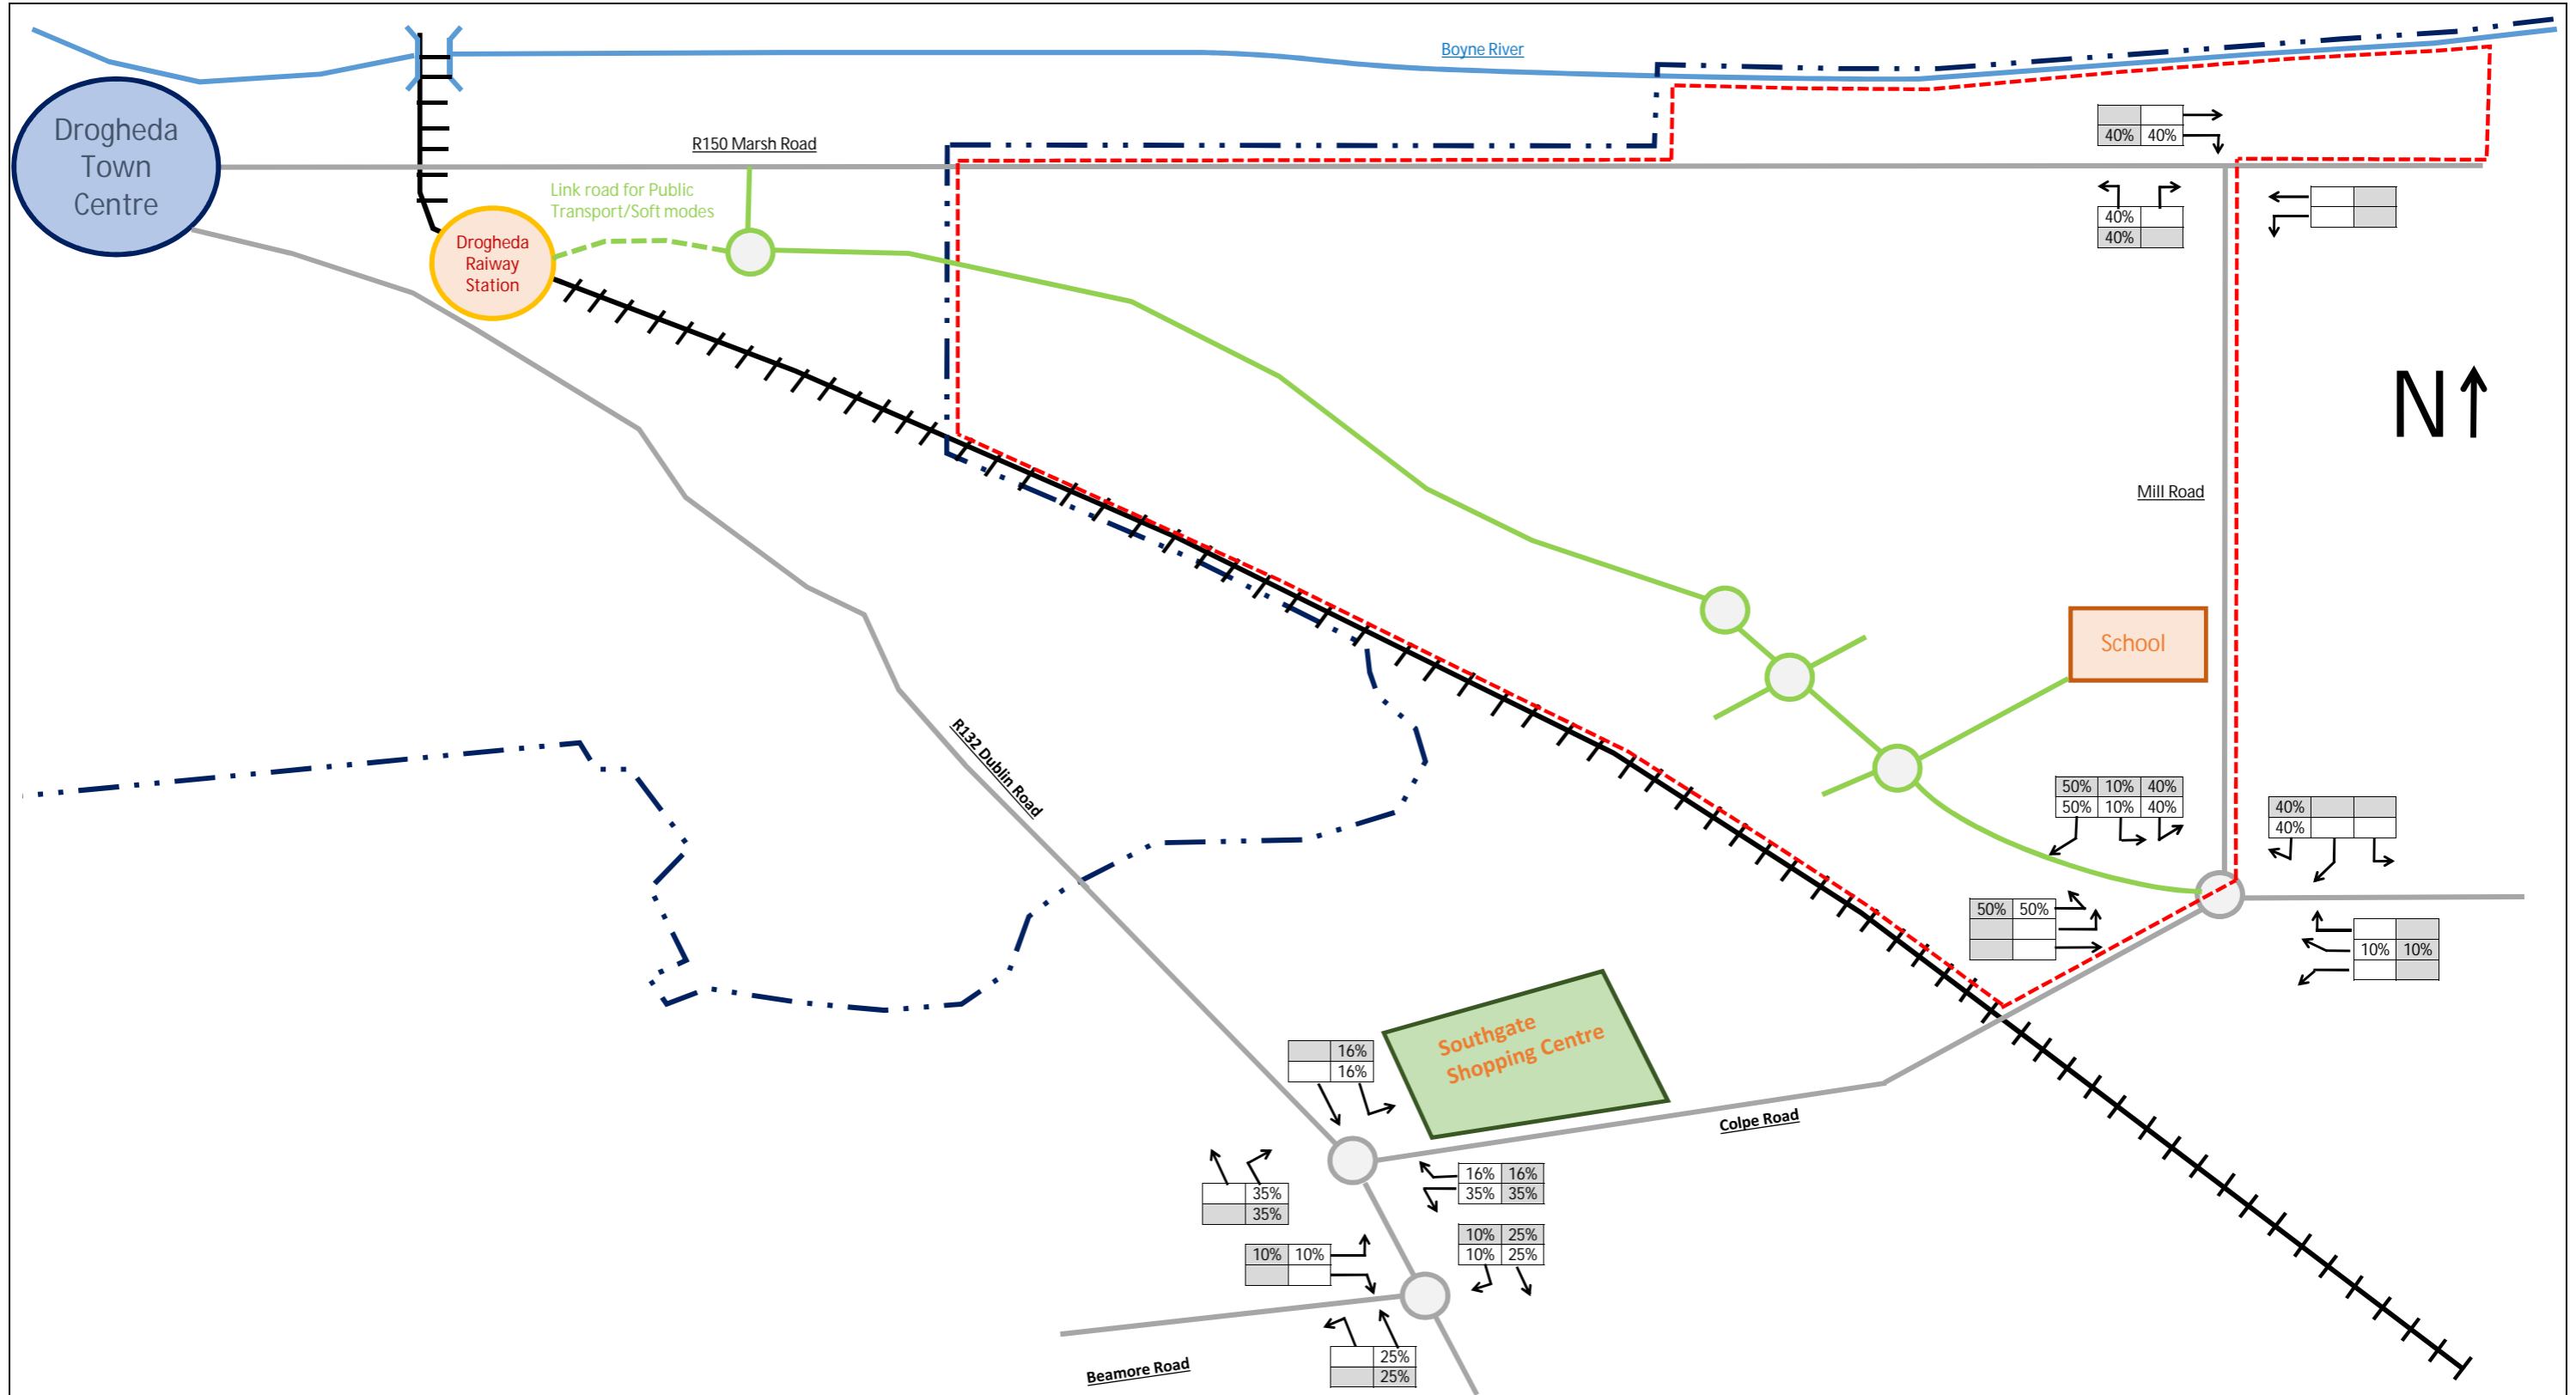 Boyne River
Drogheda
Town
Centre
R150 Marsh Road
40% 40%
Link road for Public
Transport/Soft modes
40%
40%
Drogheda
Raiway
Station
N
Mill Road
School
R132 Dublin Road
50% 10% 40%
50% 10% 40%
40%
40%
50% 50%
10% 10%
Southgate
Shopping Centre
16%
16%
Colpe Road
16% 16%
35% 35%
35%
35%
10% 25%
10% 25%
10% 10%
25%
25%
Beamore Road